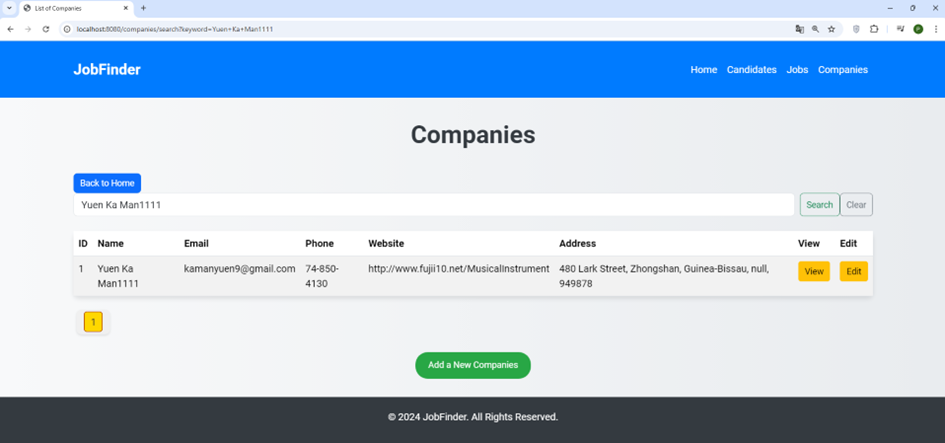 List of Companies
localhost:8080/companies/search?keyword=Yuen+Ka+Man1111
P
JobFinder
Home Candidates Jobs Companies
Companies
Back to Home
Yuen Ka Man1111
Search Clear
ID Name Email Phone Website Address View Edit
1 Yuen Ka kamanyuen9@gmail.com 74-850- http://www.fujii10.net/MusicalInstrument 480 Lark Street, Zhongshan, Guinea-Bissau, null, View Edit
Man1111 4130 949878
1
Add a New Companies
© 2024 JobFinder. All Rights Reserved.